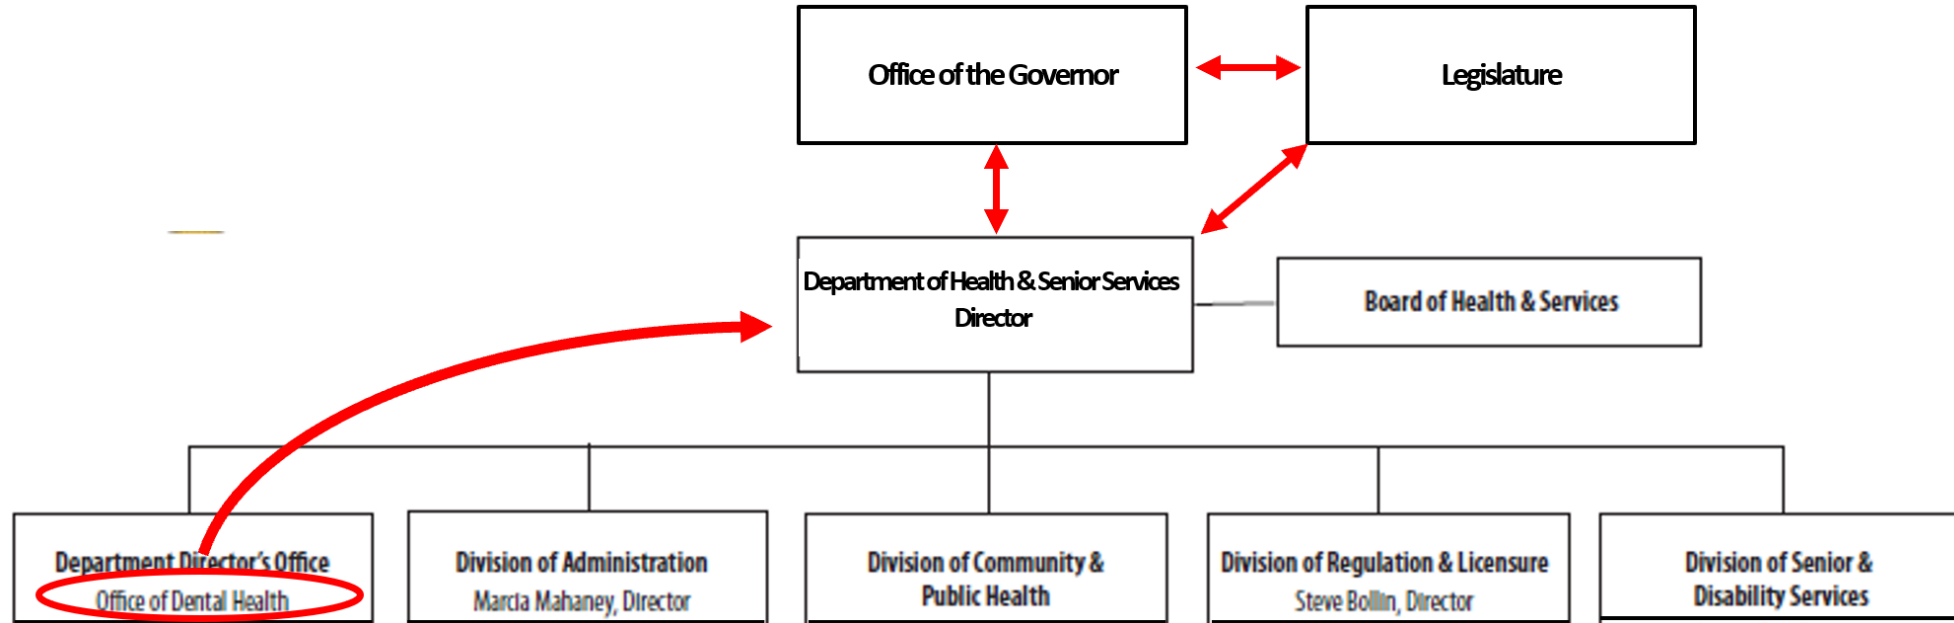 Office of the Governor
Legislature
Department of Health & Senior Services
Director
Board of Health & Services
Department Director's Office
Office of Dental Health
Division of Administration
Marcia Mahaney, Director
Division of Community &
Public Health
Division of Regulation & Licensure
Steve Bollin, Director
Division of Senior &
Disability Services